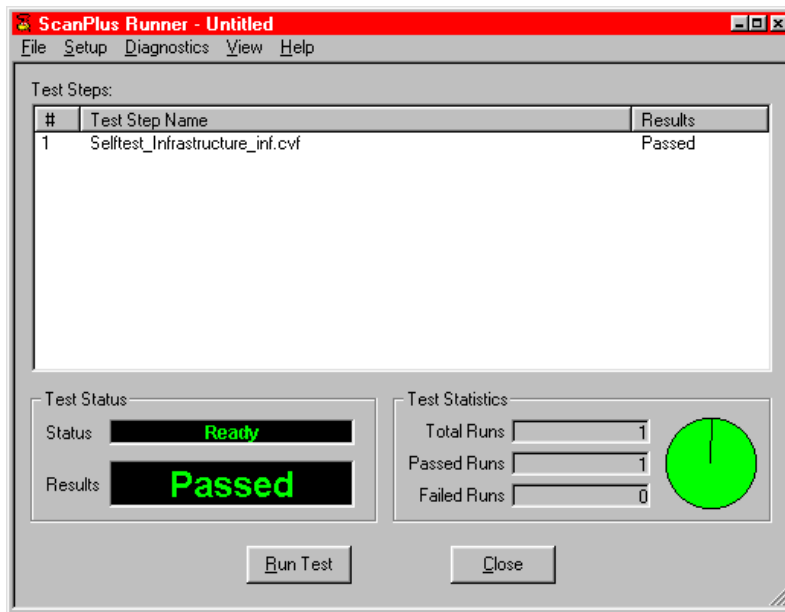 ScanPlus Runner - Untitled
File Setup Diagnostics View Help
Test Steps:
# Test Step Name Results
1 Selftest_Infrastructure_inf.cvf Passed
Test Status
Status Ready
Results Passed
Test Statistics
Total Runs 1
Passed Runs 1
Failed Runs 0
Run Test Close